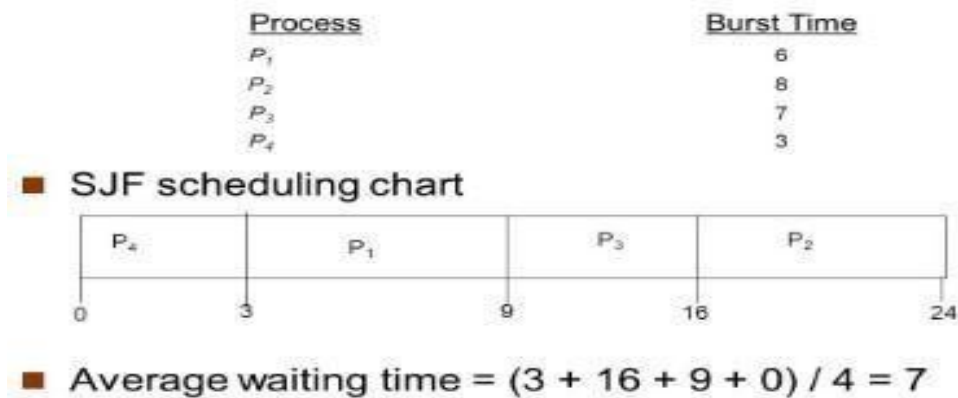 Process Burst Time
P₁ 6
P₂ 8
P₃ 7
P₄ 3
■ SJF scheduling chart
P₄ P₁ P₃ P₂
0 3 9 16 24
■ Average waiting time = (3 + 16 + 9 + 0) / 4 = 7